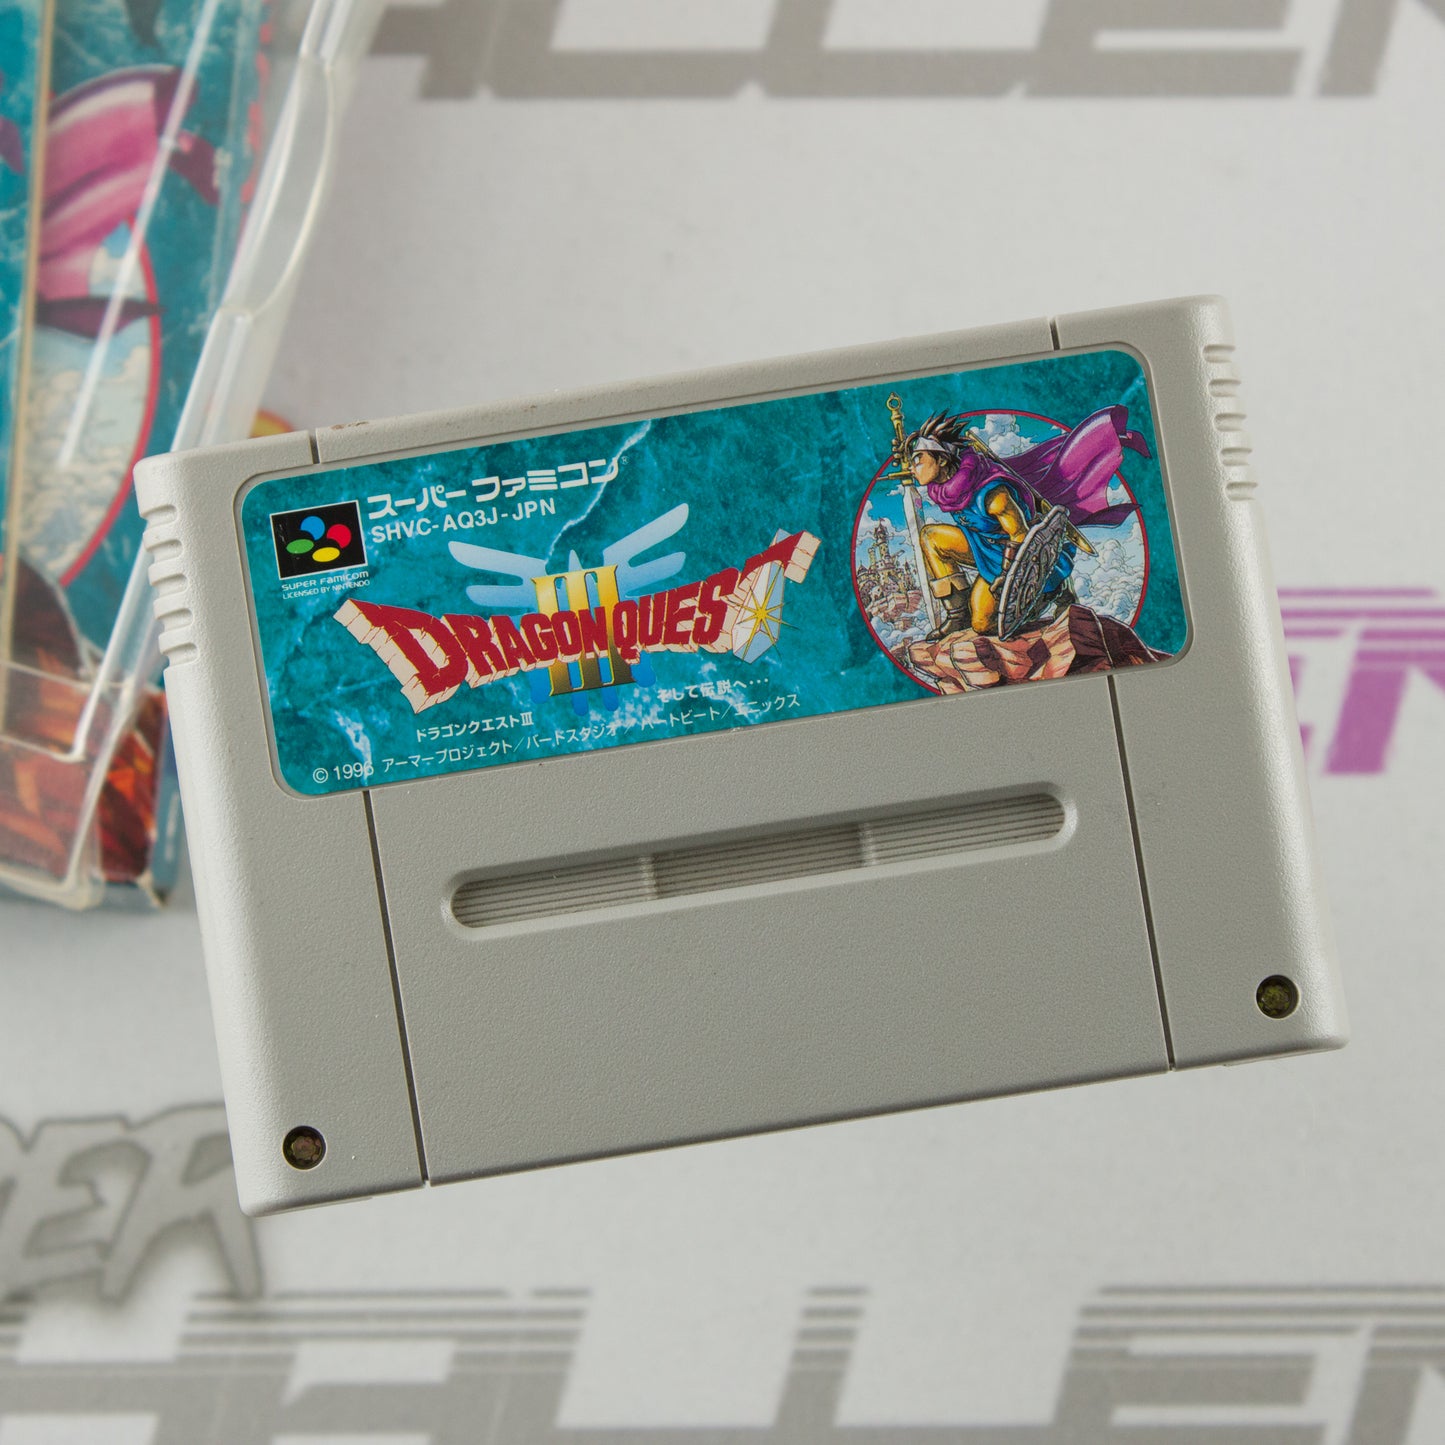 スーパーファミコン®
SHVC-AQ3J-JPN
SUPER FAMICOM
LICENSED BY NINTENDO
III
DRAGON QUEST
ドラゴンクエストⅢ そして伝説へ…
© 1996 アーマープロジェクト/バードスタジオ/ハートビート/エニックス